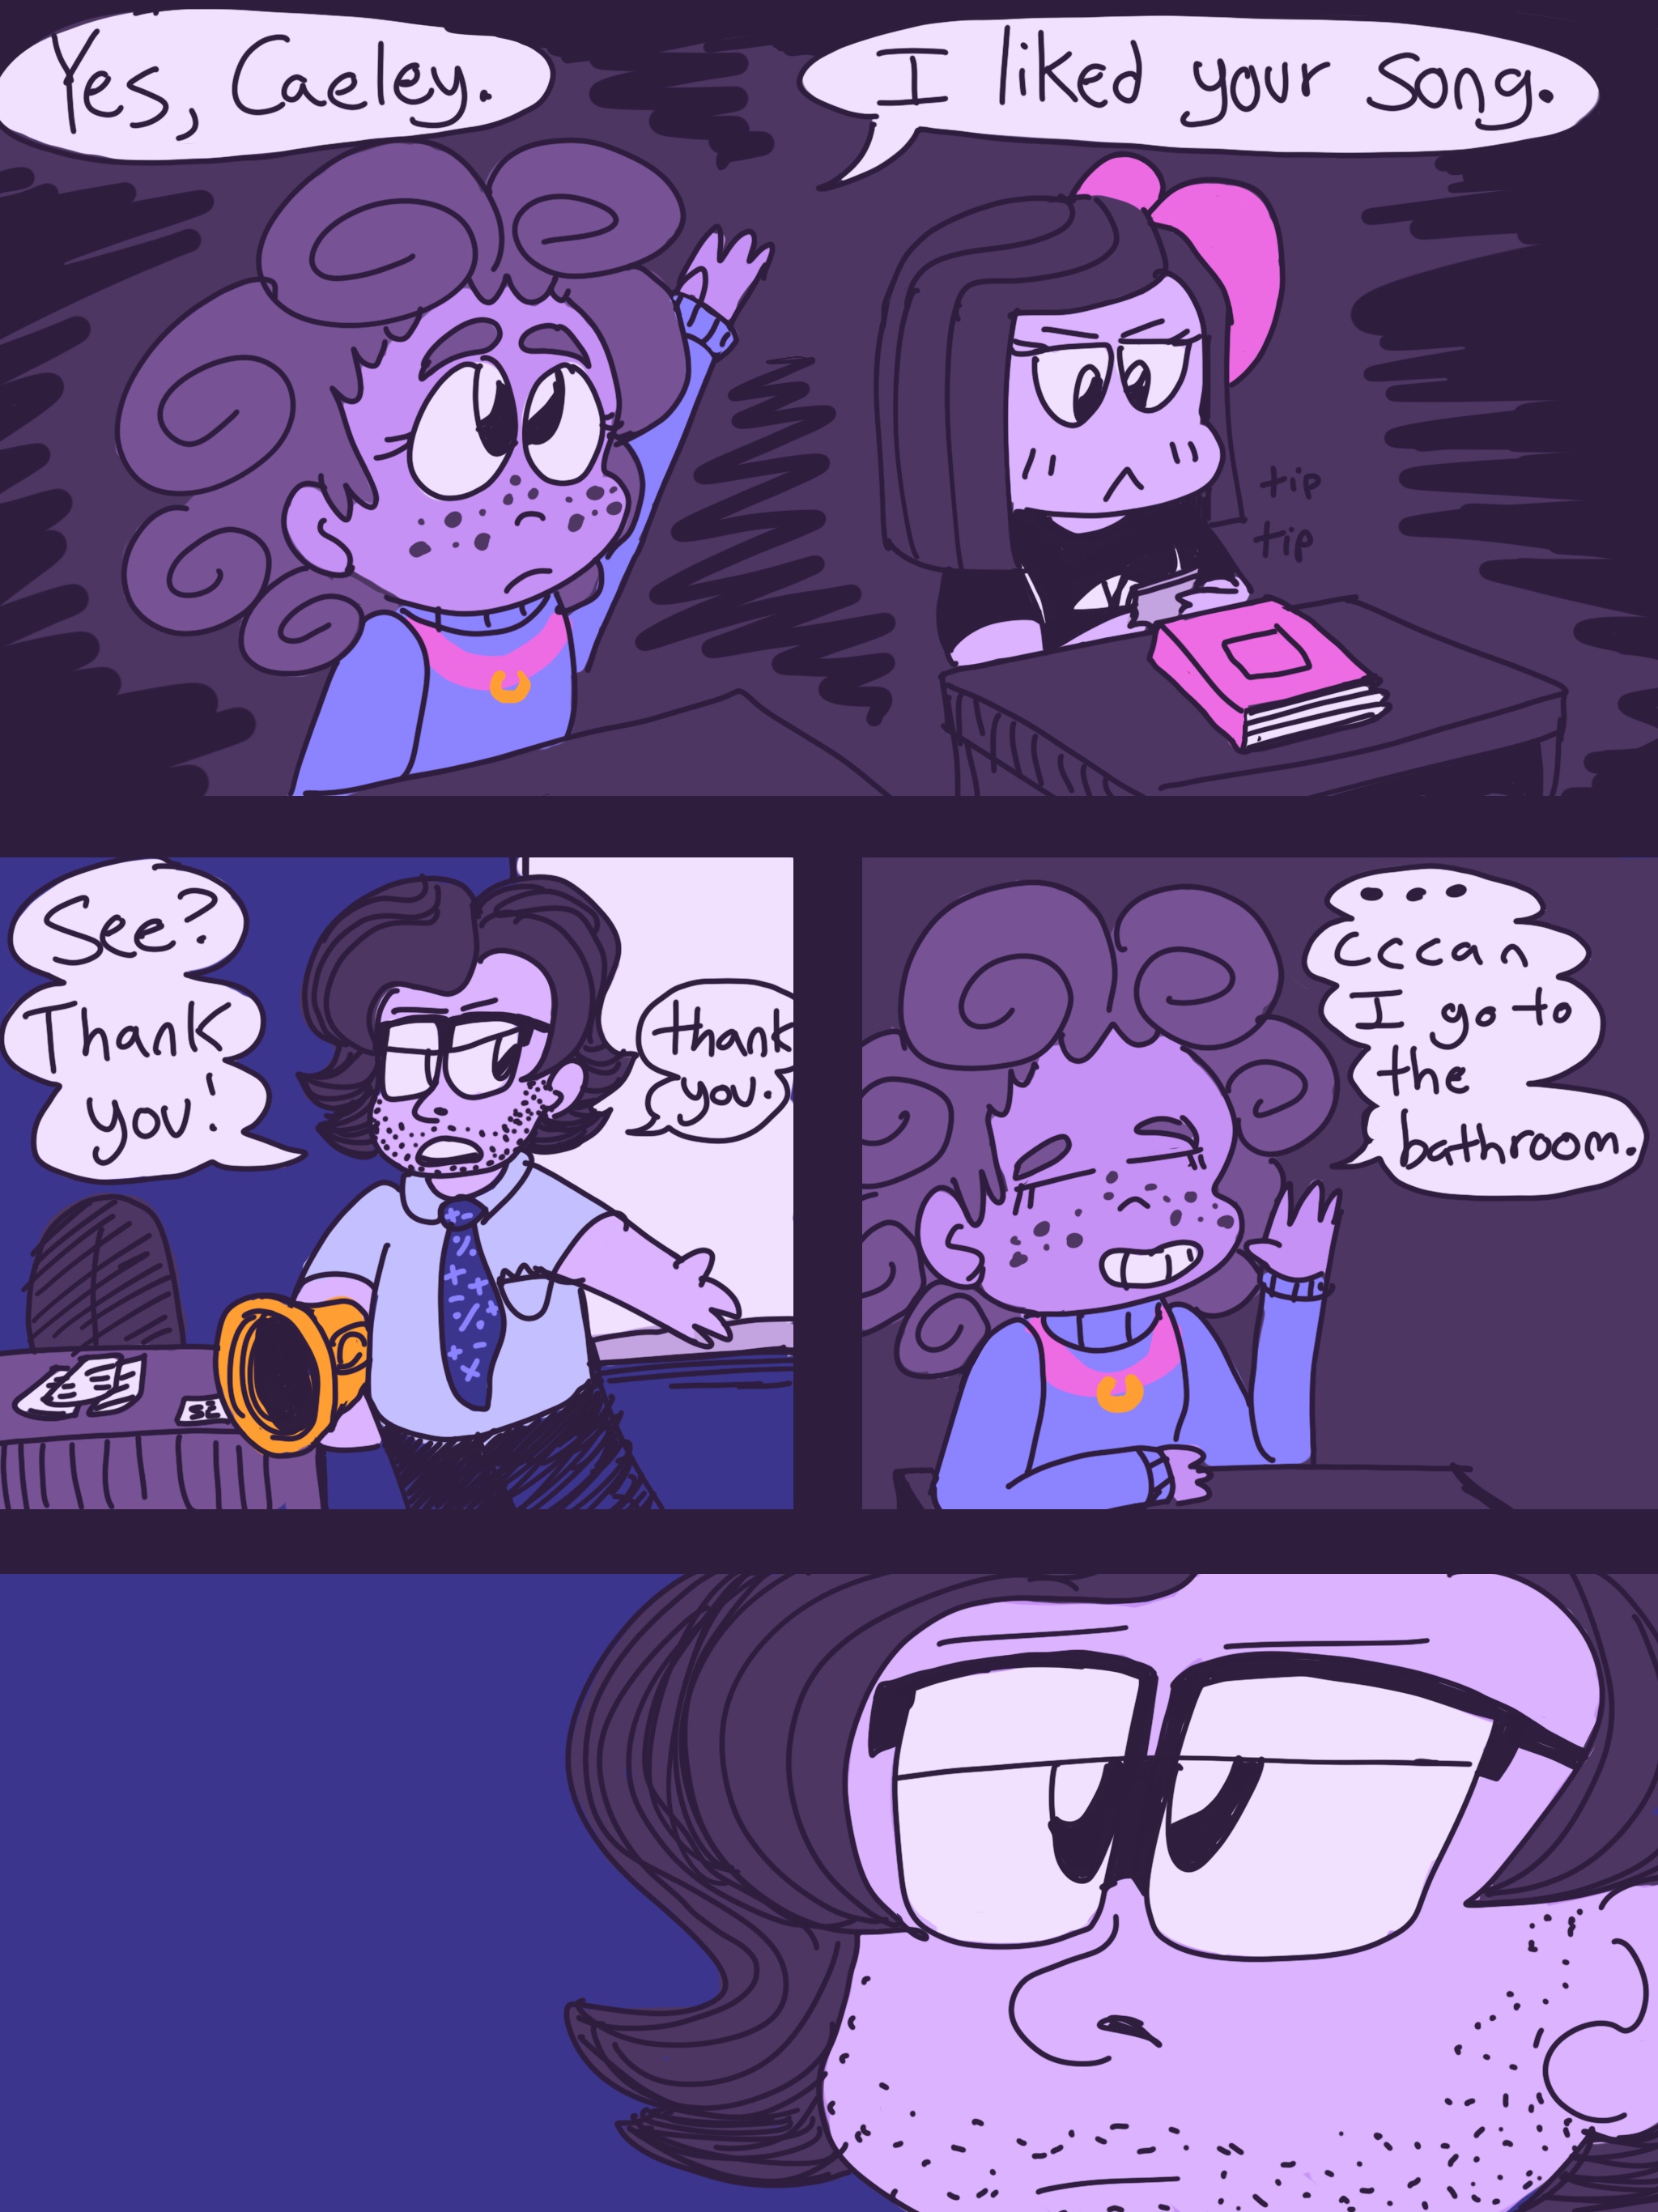 Yes, Caeley.
I liked your song.
tip
tip
See?
Thank
you!
thank
you.
...
cccan
I go to
the
bathroom.